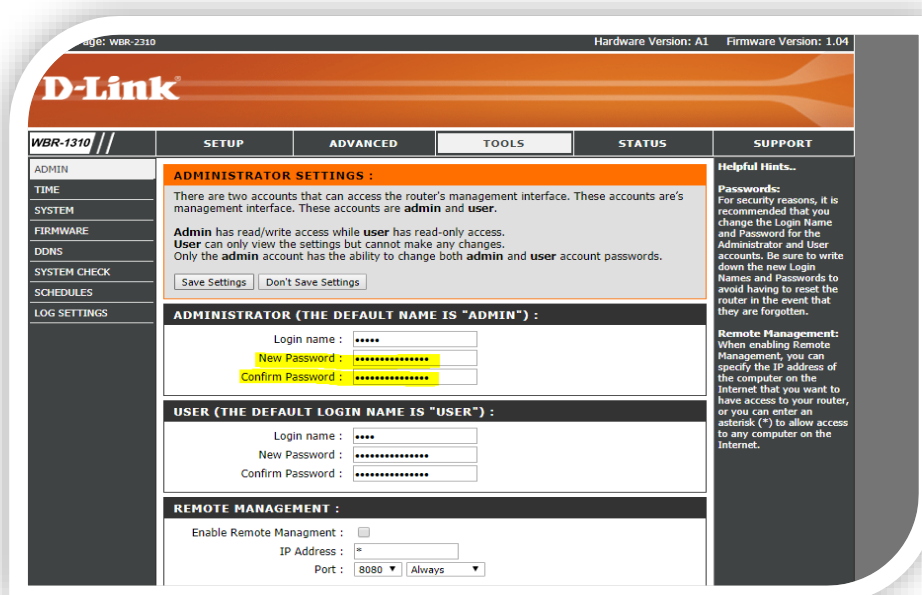 age: WBR-2310 Hardware Version: A1 Firmware Version: 1.04
D-Link
WBR-1310 // SETUP ADVANCED TOOLS STATUS SUPPORT
ADMIN
TIME
SYSTEM
FIRMWARE
DDNS
SYSTEM CHECK
SCHEDULES
LOG SETTINGS
ADMINISTRATOR SETTINGS :
There are two accounts that can access the router's management interface. These accounts are's
management interface. These accounts are admin and user.
Admin has read/write access while user has read-only access.
User can only view the settings but cannot make any changes.
Only the admin account has the ability to change both admin and user account passwords.
Save Settings Don't Save Settings
ADMINISTRATOR (THE DEFAULT NAME IS "ADMIN") :
Login name : •••••
New Password : •••••••••••••••
Confirm Password : •••••••••••••••
USER (THE DEFAULT LOGIN NAME IS "USER") :
Login name : ••••
New Password : •••••••••••••••
Confirm Password : •••••••••••••••
REMOTE MANAGEMENT :
Enable Remote Managment :
IP Address : *
Port : 8080 Always
Helpful Hints..
Passwords:
For security reasons, it is
recommended that you
change the Login Name
and Password for the
Administrator and User
accounts. Be sure to write
down the new Login
Names and Passwords to
avoid having to reset the
router in the event that
they are forgotten.
Remote Management:
When enabling Remote
Management, you can
specify the IP address of
the computer on the
Internet that you want to
have access to your router,
or you can enter an
asterisk (*) to allow access
to any computer on the
Internet.